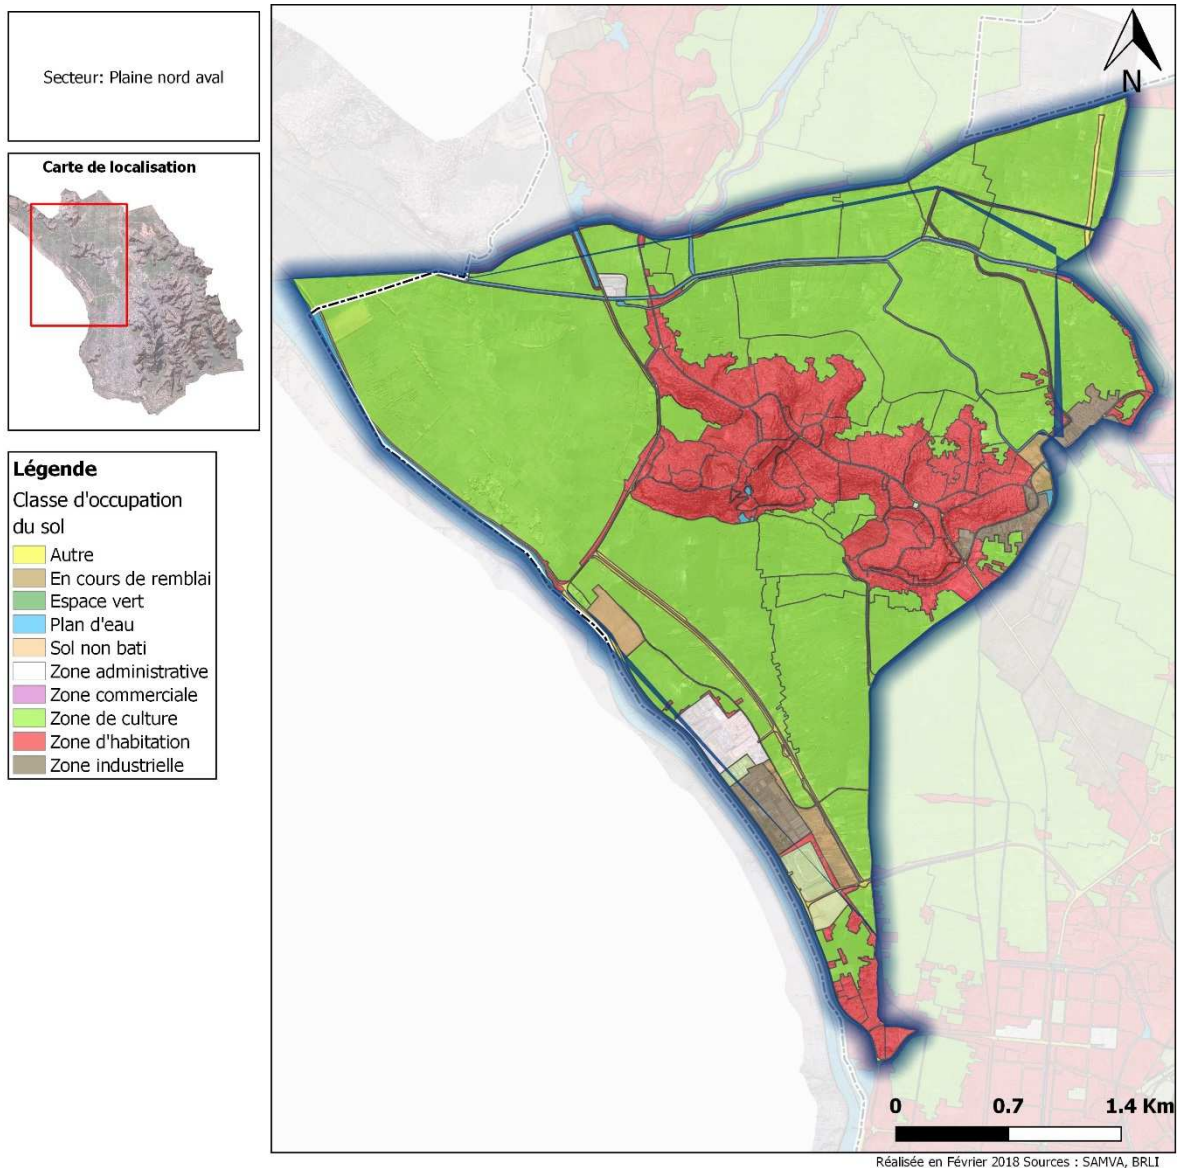 Secteur: Plaine nord aval
Carte de localisation
Légende
Classe d'occupation
du sol
Autre
En cours de remblai
Espace vert
Plan d'eau
Sol non bati
Zone administrative
Zone commerciale
Zone de culture
Zone d'habitation
Zone industrielle
N
0 0.7 1.4 Km
Réalisée en Février 2018 Sources : SAMVA, BRLI